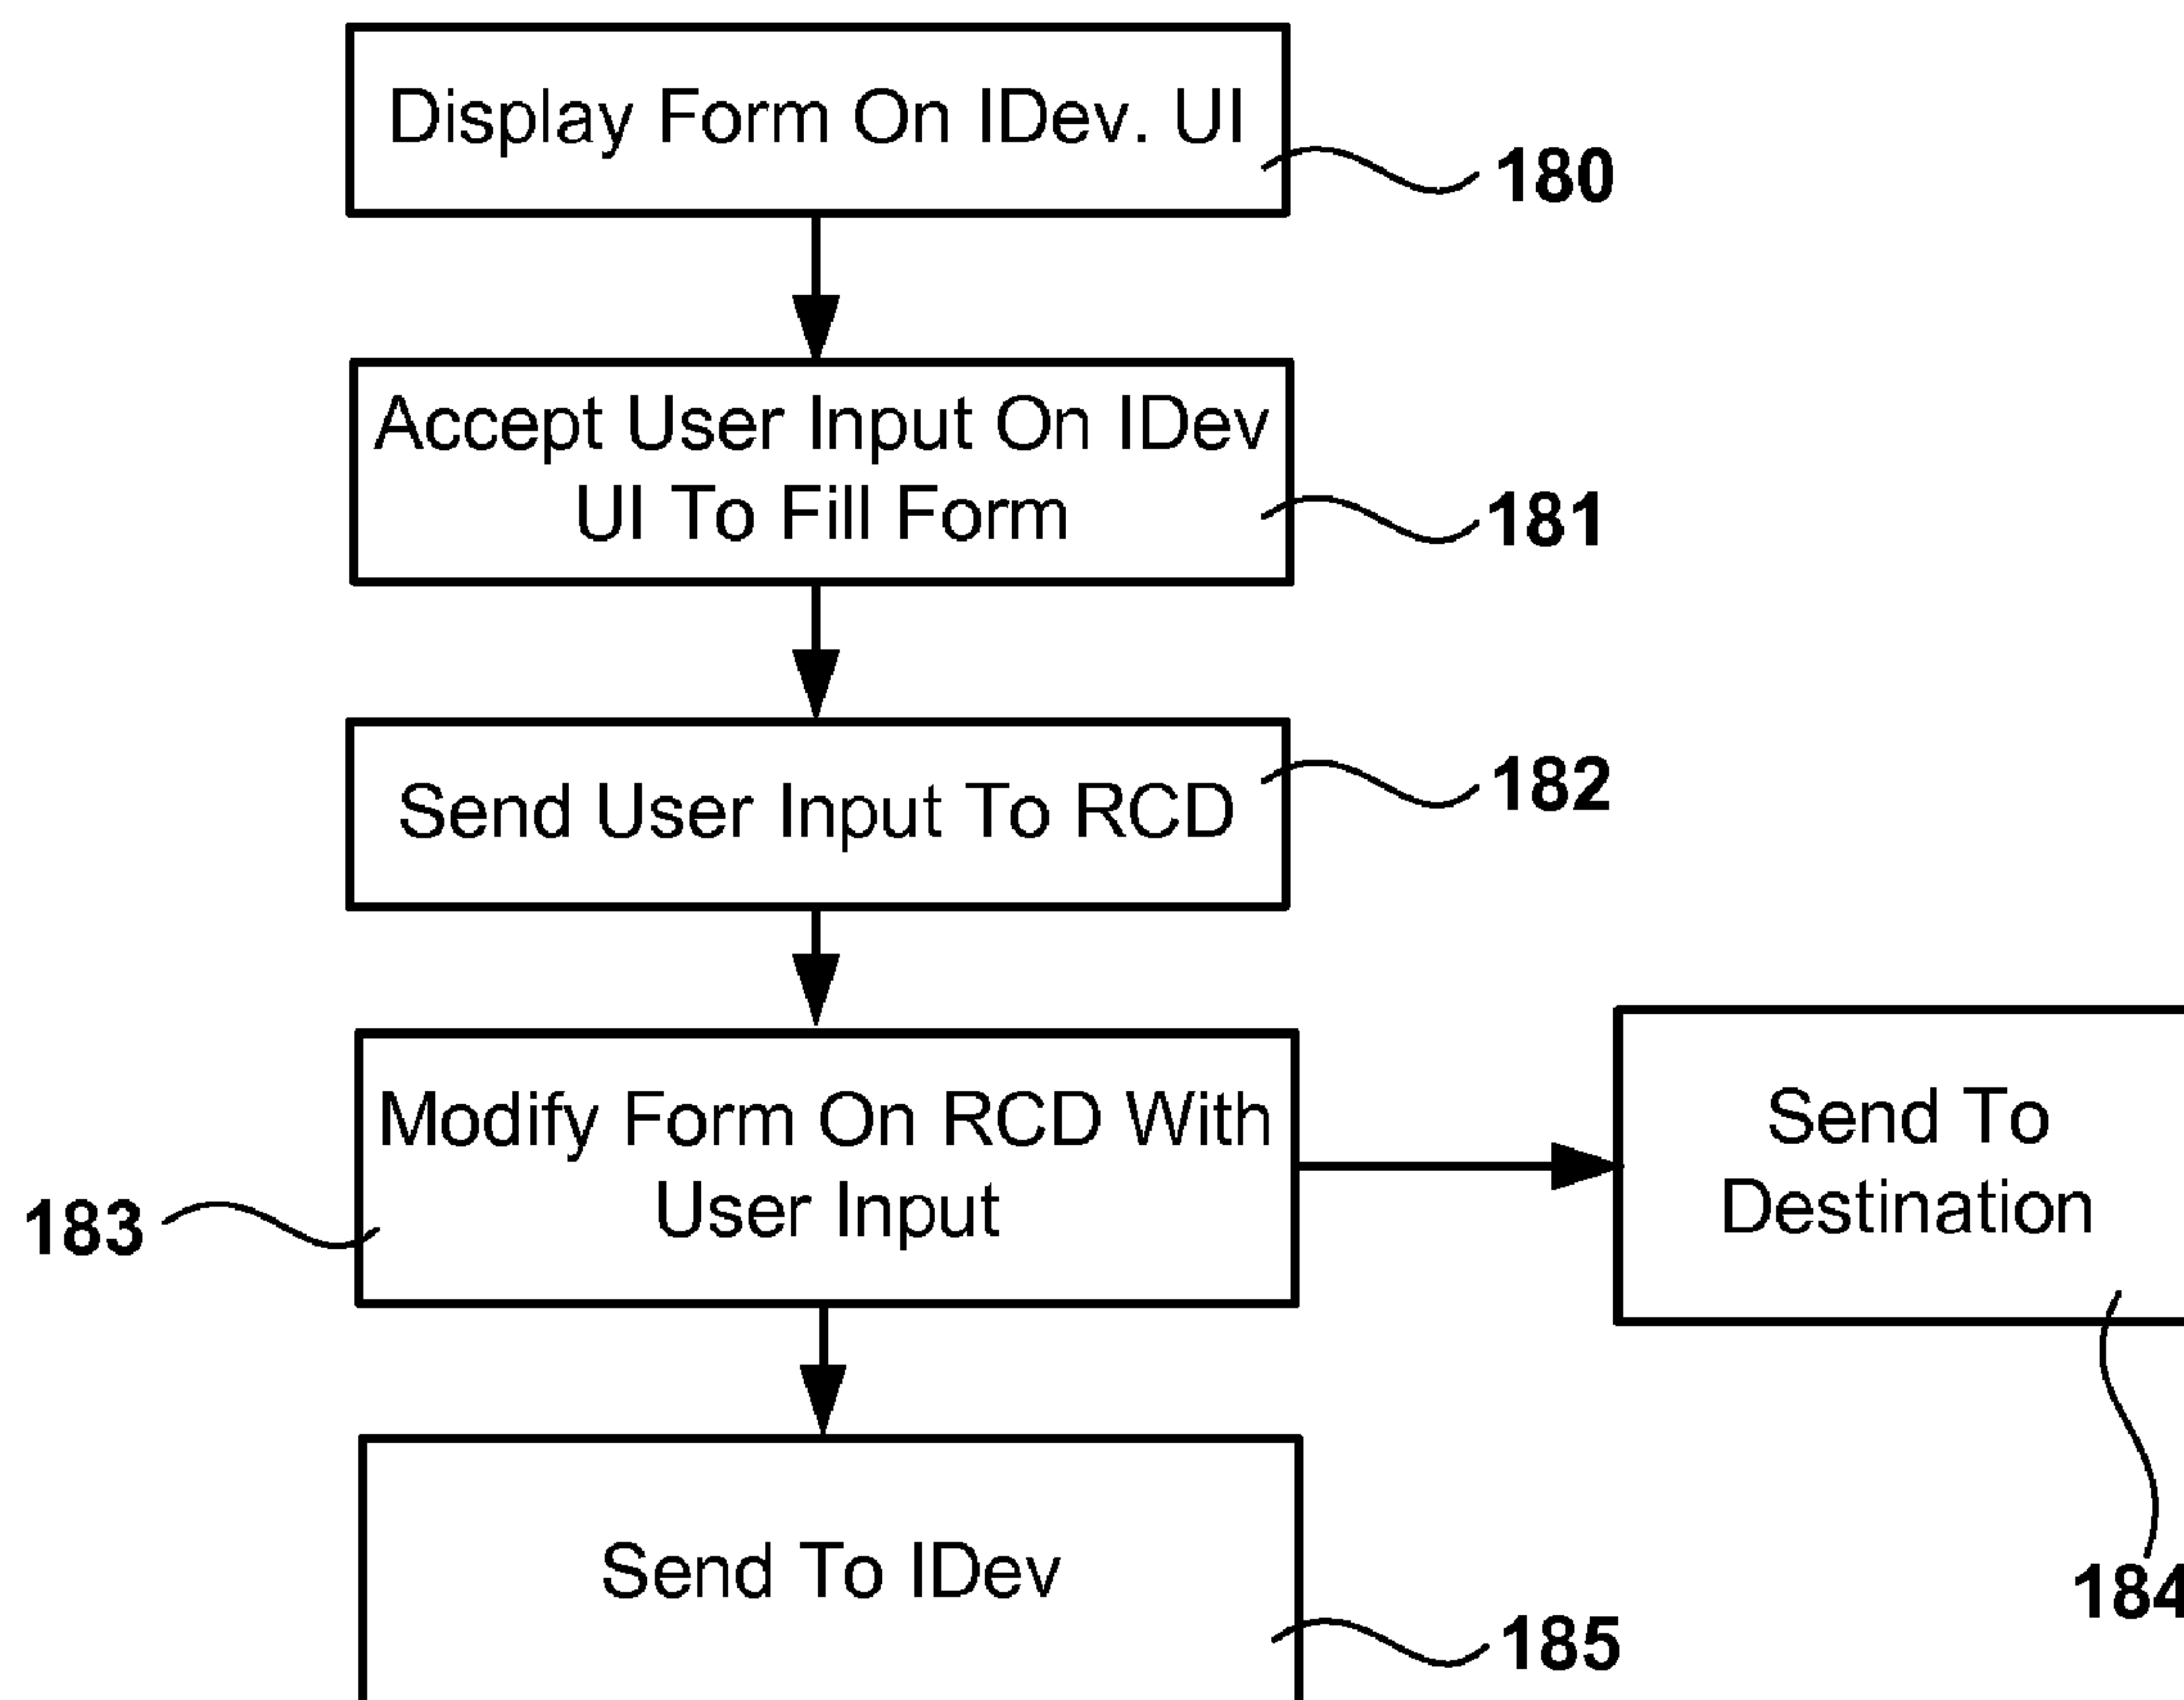 Display Form On IDev. UI
180
Accept User Input On IDev
UI To Fill Form
181
Send User Input To RCD
182
Modify Form On RCD With
User Input
183
Send To
Destination
184
Send To IDev
185